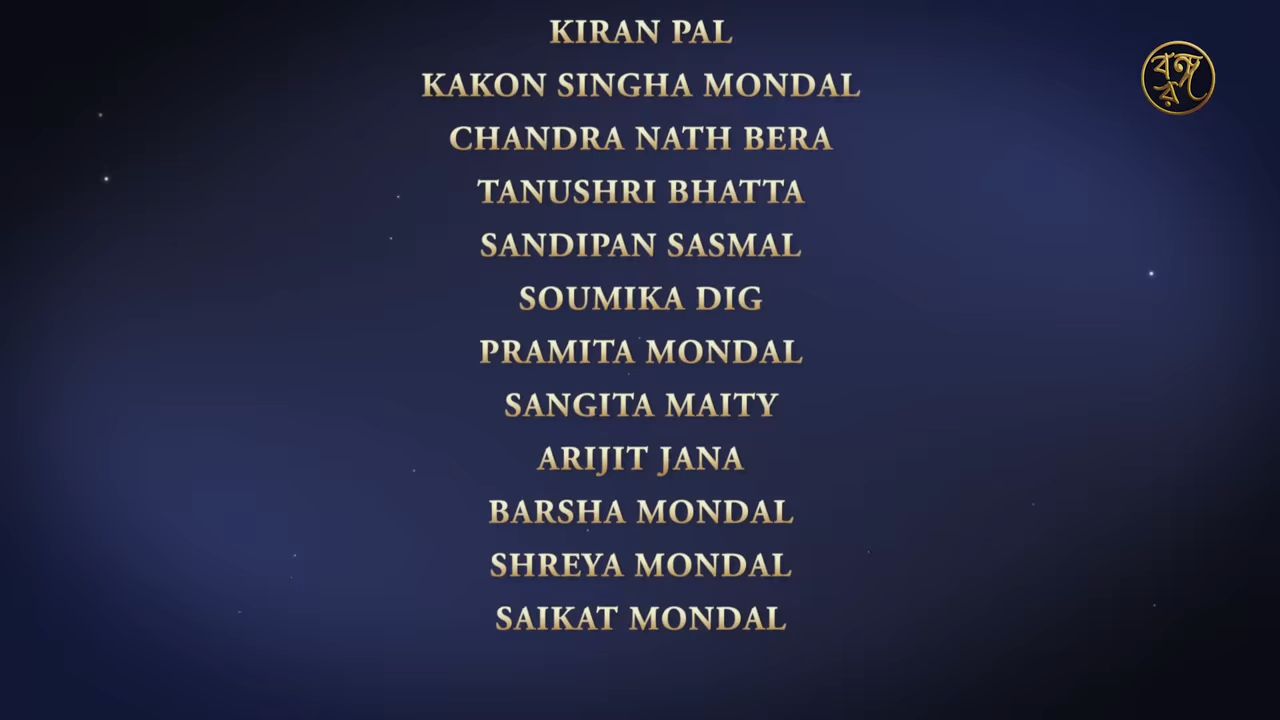 KIRAN PAL
KAKON SINGHA MONDAL
CHANDRA NATH BERA
TANUSHRI BHATTA
SANDIPAN SASMAL
SOUMIKA DIG
PRAMITA MONDAL
SANGITA MAITY
ARIJIT JANA
BARSHA MONDAL
SHREYA MONDAL
SAIKAT MONDAL